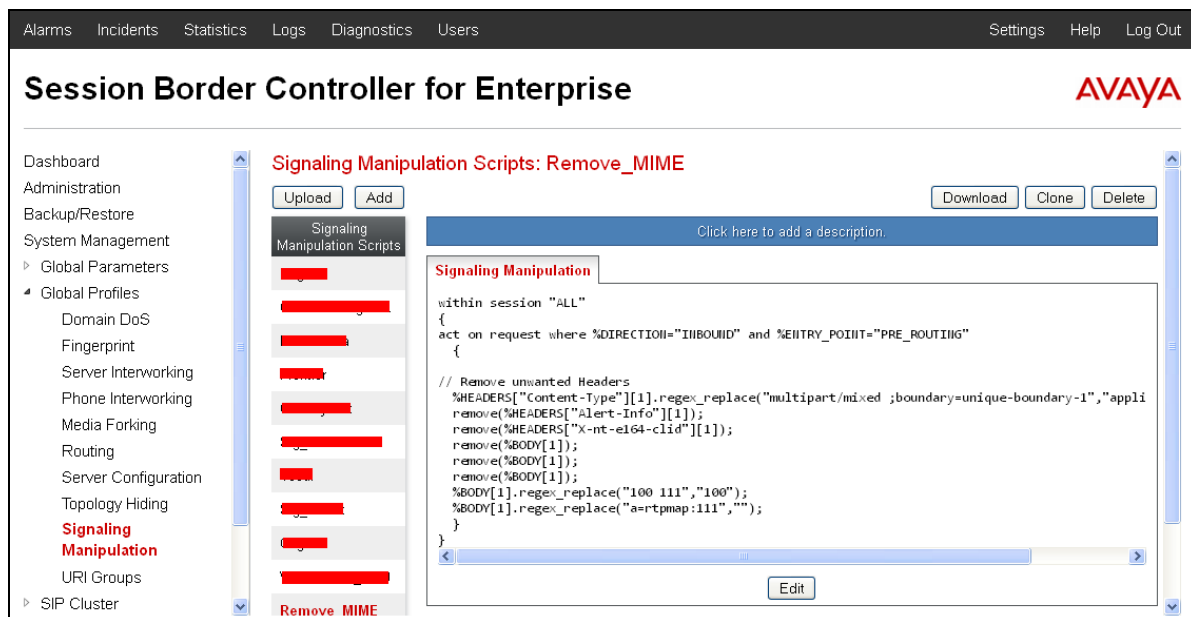 Alarms Incidents Statistics Logs Diagnostics Users Settings Help Log Out
Session Border Controller for Enterprise
AVAYA
Dashboard
Administration
Backup/Restore
System Management
Global Parameters
Global Profiles
Domain DoS
Fingerprint
Server Interworking
Phone Interworking
Media Forking
Routing
Server Configuration
Topology Hiding
Signaling
Manipulation
URI Groups
SIP Cluster
Signaling Manipulation Scripts: Remove_MIME
Upload Add Download Clone Delete
Signaling
Manipulation Scripts
Remove_MIME
Click here to add a description.
Signaling Manipulation
within session "ALL"
{
act on request where %DIRECTION="INBOUND" and %ENTRY_POINT="PRE_ROUTING"
{
// Remove unwanted Headers
%HEADERS["Content-Type"][1].regex_replace("multipart/mixed ;boundary=unique-boundary-1","appli
remove(%HEADERS["Alert-Info"][1]);
remove(%HEADERS["X-nt-e164-clid"][1]);
remove(%BODY[1]);
remove(%BODY[1]);
remove(%BODY[1]);
%BODY[1].regex_replace("100 111","100");
%BODY[1].regex_replace("a=rtpmap:111","");
}
}
Edit